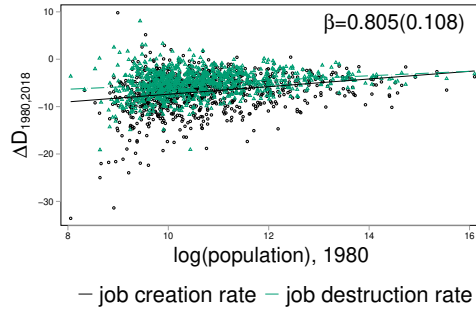 β=0.805(0.108)
10
0
−10
−20
−30
ΔD1980,2018
8 10 12 14 16
log(population), 1980
job creation rate job destruction rate